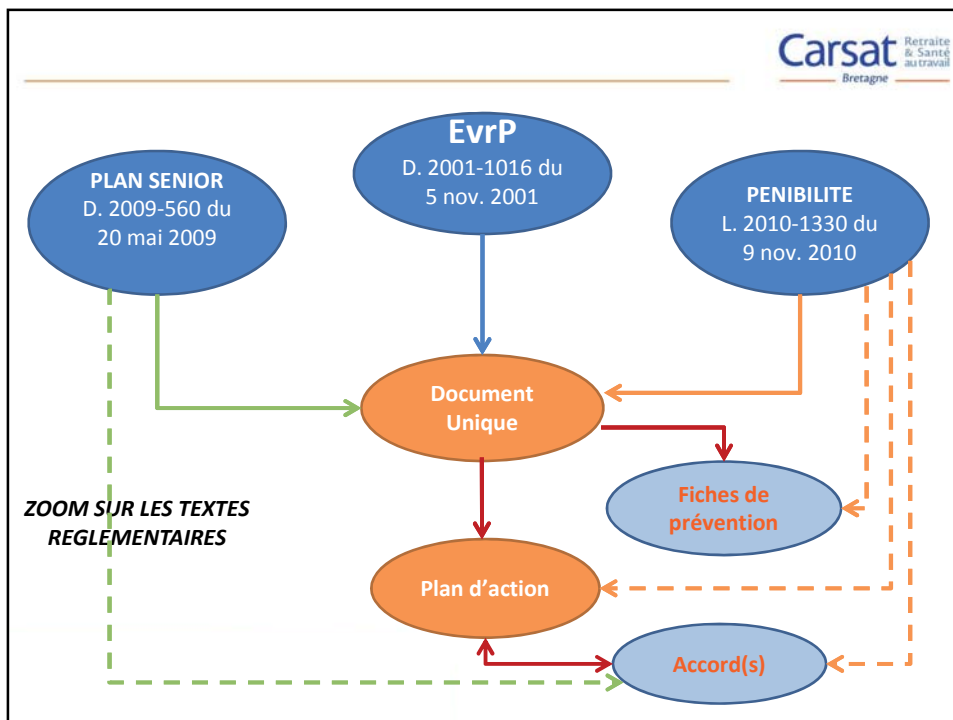 Carsat Retraite
& Santé
au travail
Bretagne
EvrP
D. 2001-1016 du
5 nov. 2001
PLAN SENIOR
D. 2009-560 du
20 mai 2009
PENIBILITE
L. 2010-1330 du
9 nov. 2010
Document
Unique
Fiches de
prévention
ZOOM SUR LES TEXTES
REGLEMENTAIRES
Plan d’action
Accord(s)